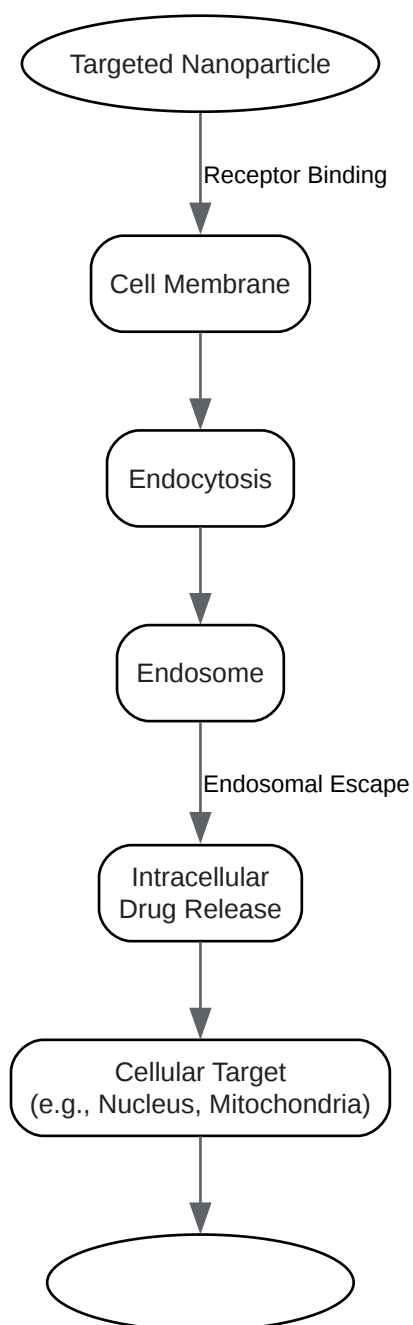 Targeted Nanoparticle
Receptor Binding
Cell Membrane
Endocytosis
Endosome
Endosomal Escape
Intracellular
Drug Release
Cellular Target
(e.g., Nucleus, Mitochondria)